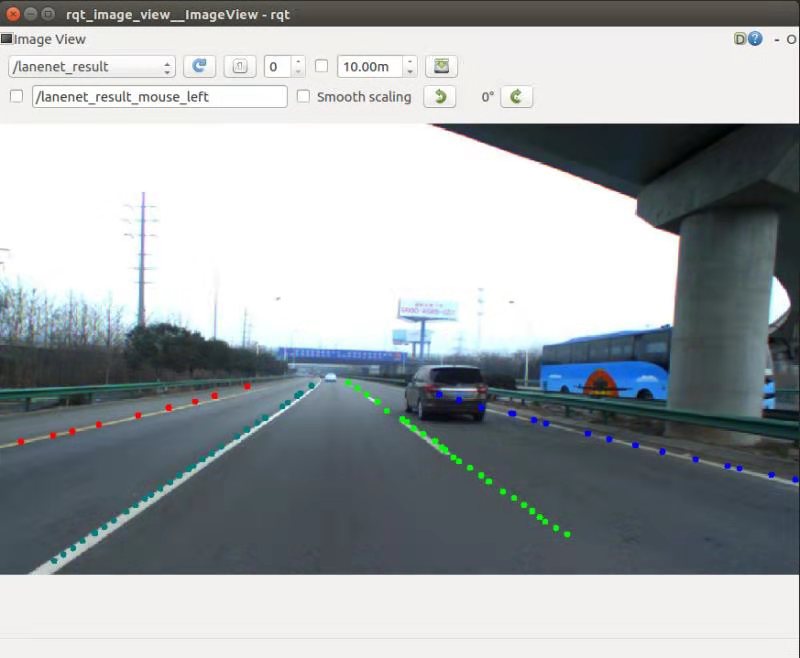 rqt_image_view__ImageView - rqt
Image View
D
- O
/lanenet_result
0
10.00m
/lanenet_result_mouse_left
Smooth scaling
0°